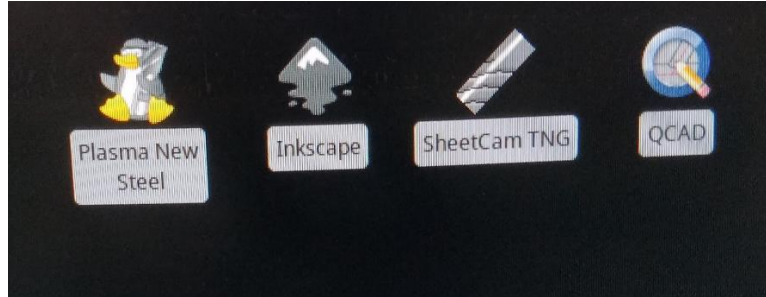 Plasma New
Steel
Inkscape
SheetCam TNG
QCAD